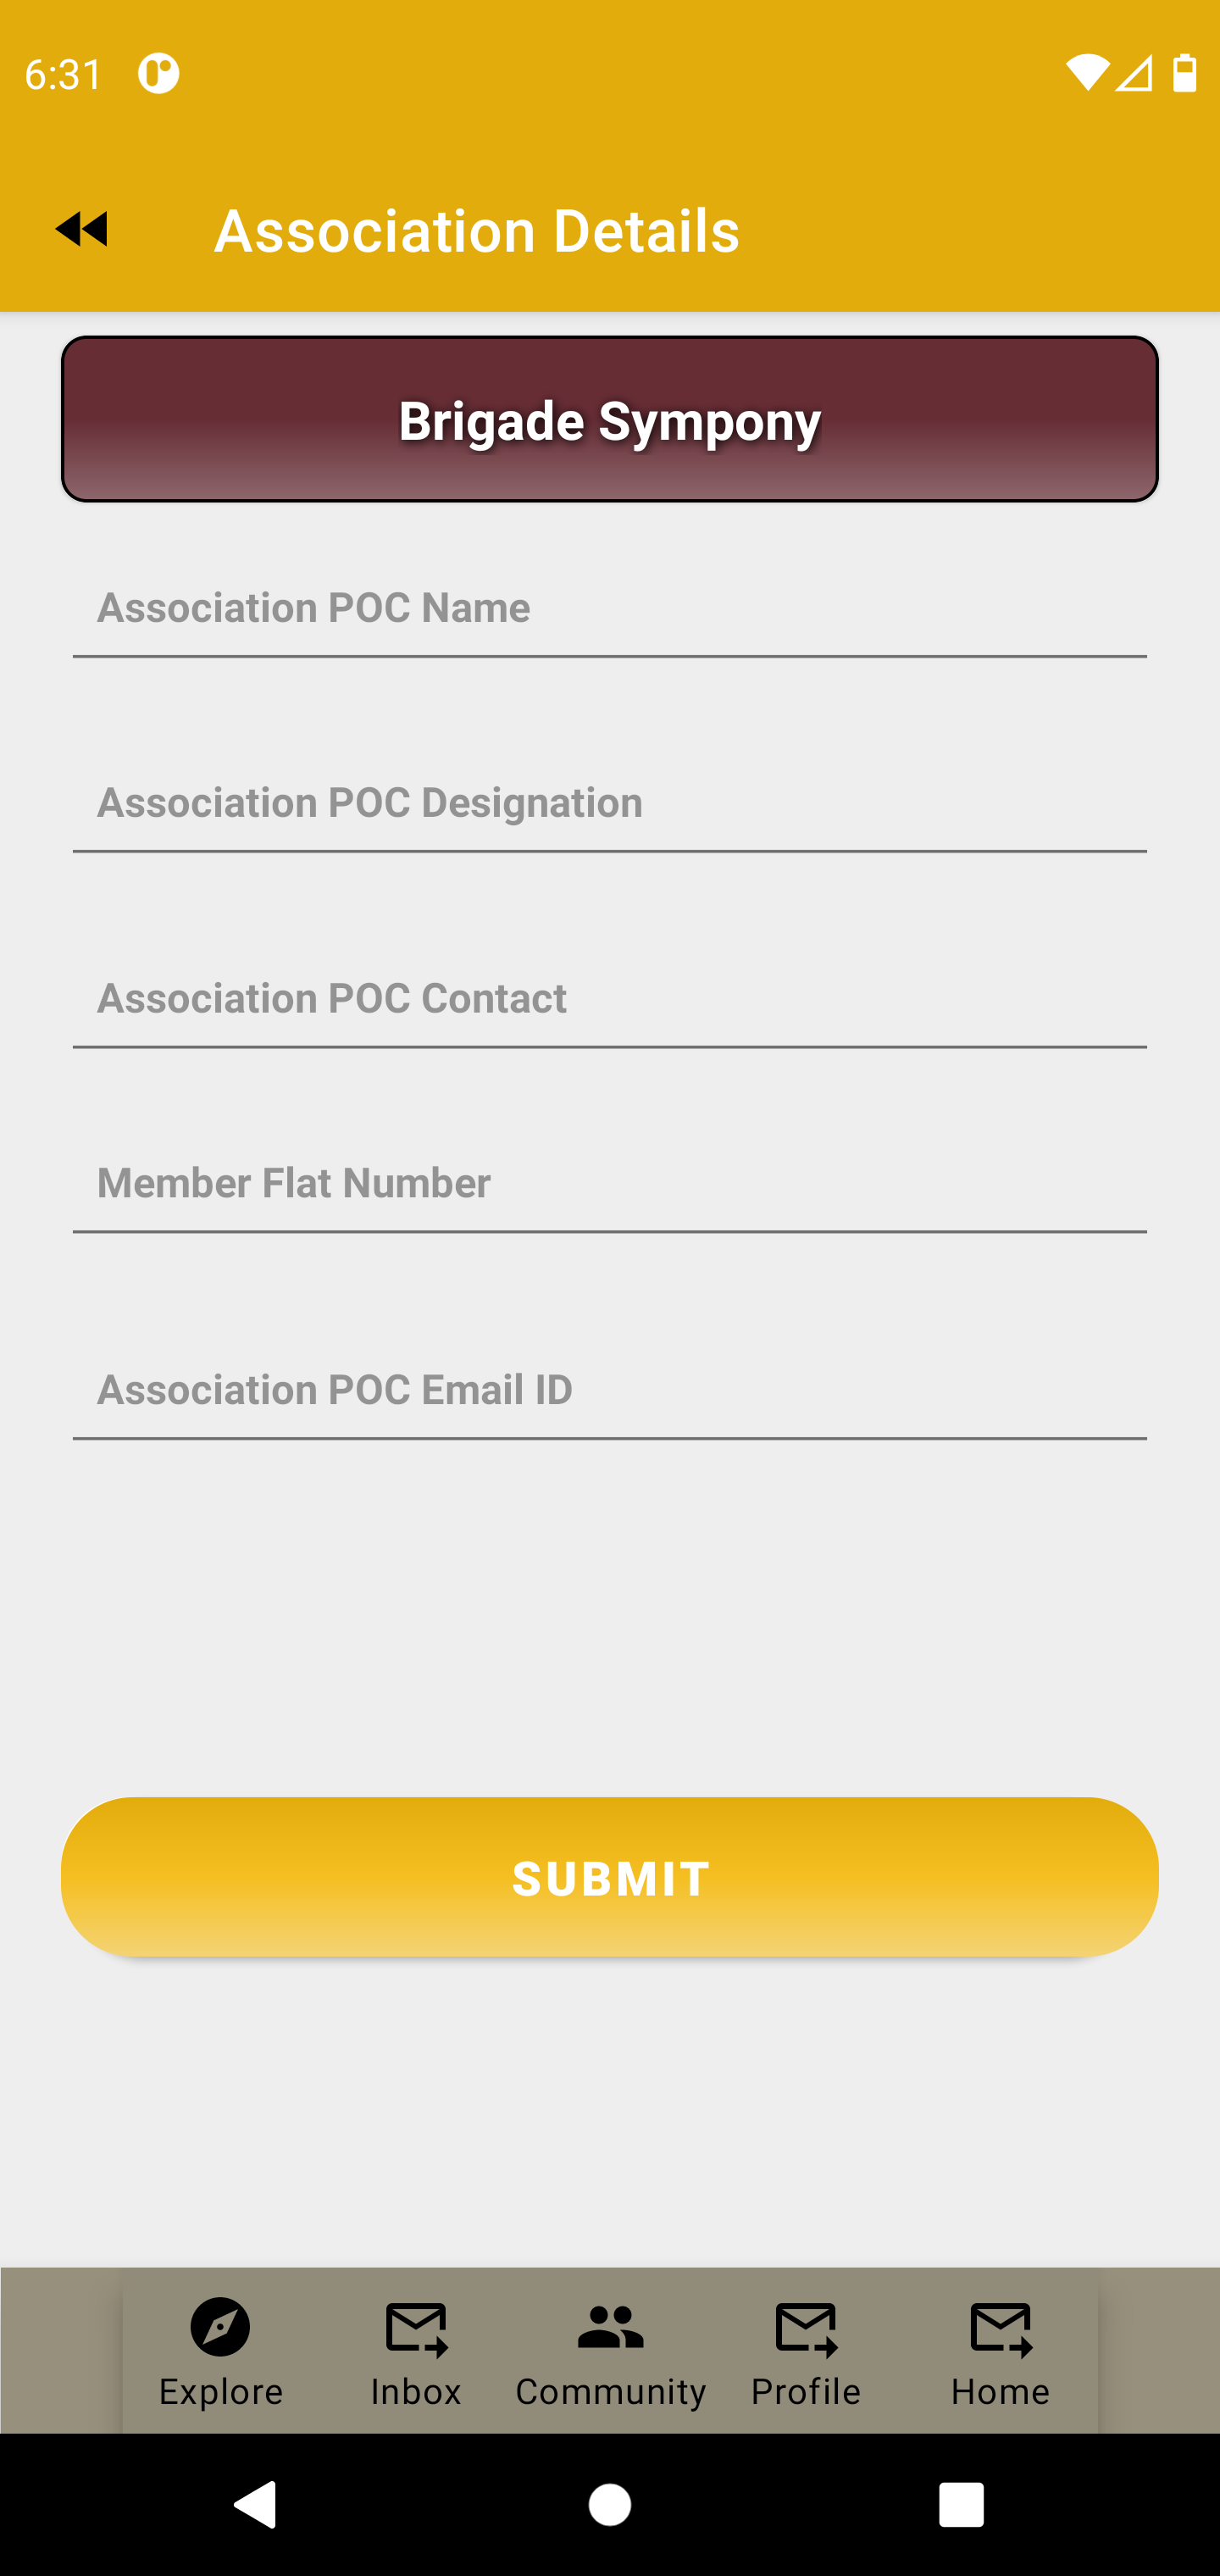 6:31
Association Details
Brigade Sympony
Association POC Name
Association POC Designation
Association POC Contact
Member Flat Number
Association POC Email ID
SUBMIT
Explore Inbox Community Profile Home